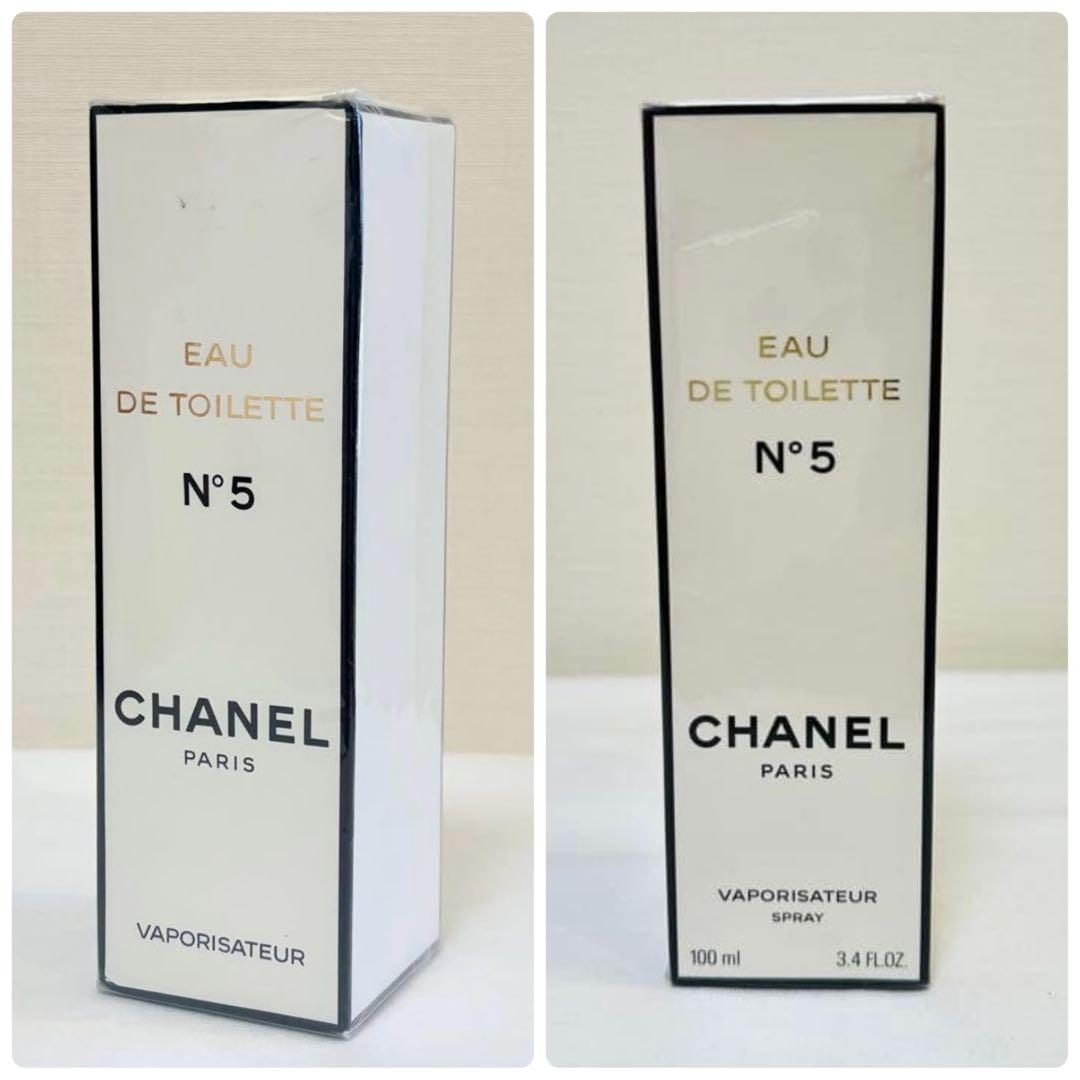 EAU
DE TOILETTE
N° 5
CHANEL
PARIS
VAPORISATEUR
EAU
DE TOILETTE
N° 5
CHANEL
PARIS
VAPORISATEUR
SPRAY
100 ml 3.4 FL.OZ.